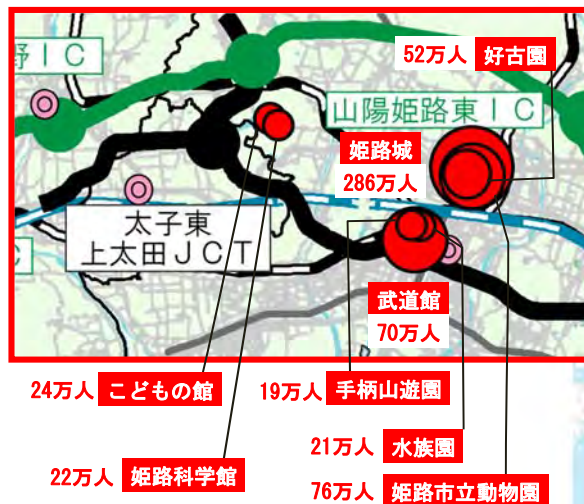 52万人 好古園
野IC
山陽姫路東IC
姫路城
286万人
太子東
上太田JCT
C
武道館
70万人
24万人 こどもの館
19万人 手柄山遊園
21万人 水族園
22万人 姫路科学館
76万人 姫路市立動物園